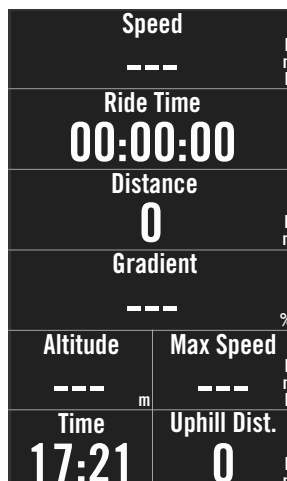 Speed
---
Ride Time
00:00:00
Distance
0
Gradient
---
%
Altitude Max Speed
--- m ---
Time Uphill Dist.
17:21 0